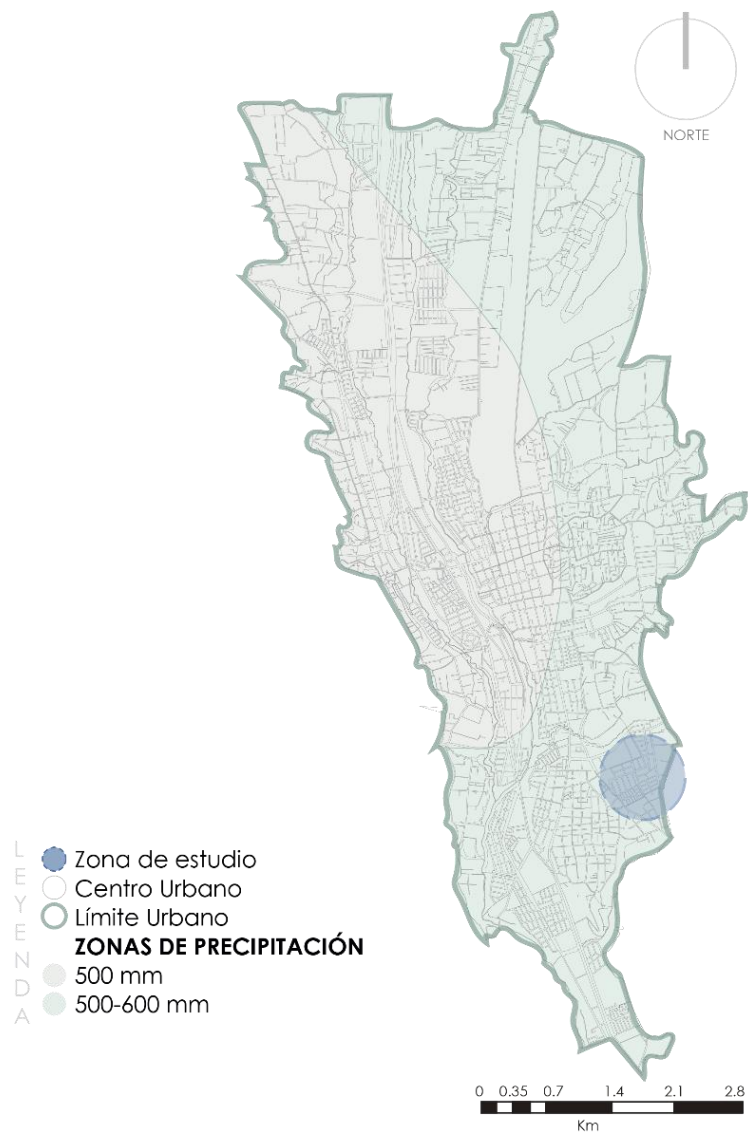 NORTE
LEYENDA
Zona de estudio
Centro Urbano
Límite Urbano
ZONAS DE PRECIPITACIÓN
500 mm
500-600 mm
0 0.35 0.7 1.4 2.1 2.8
Km